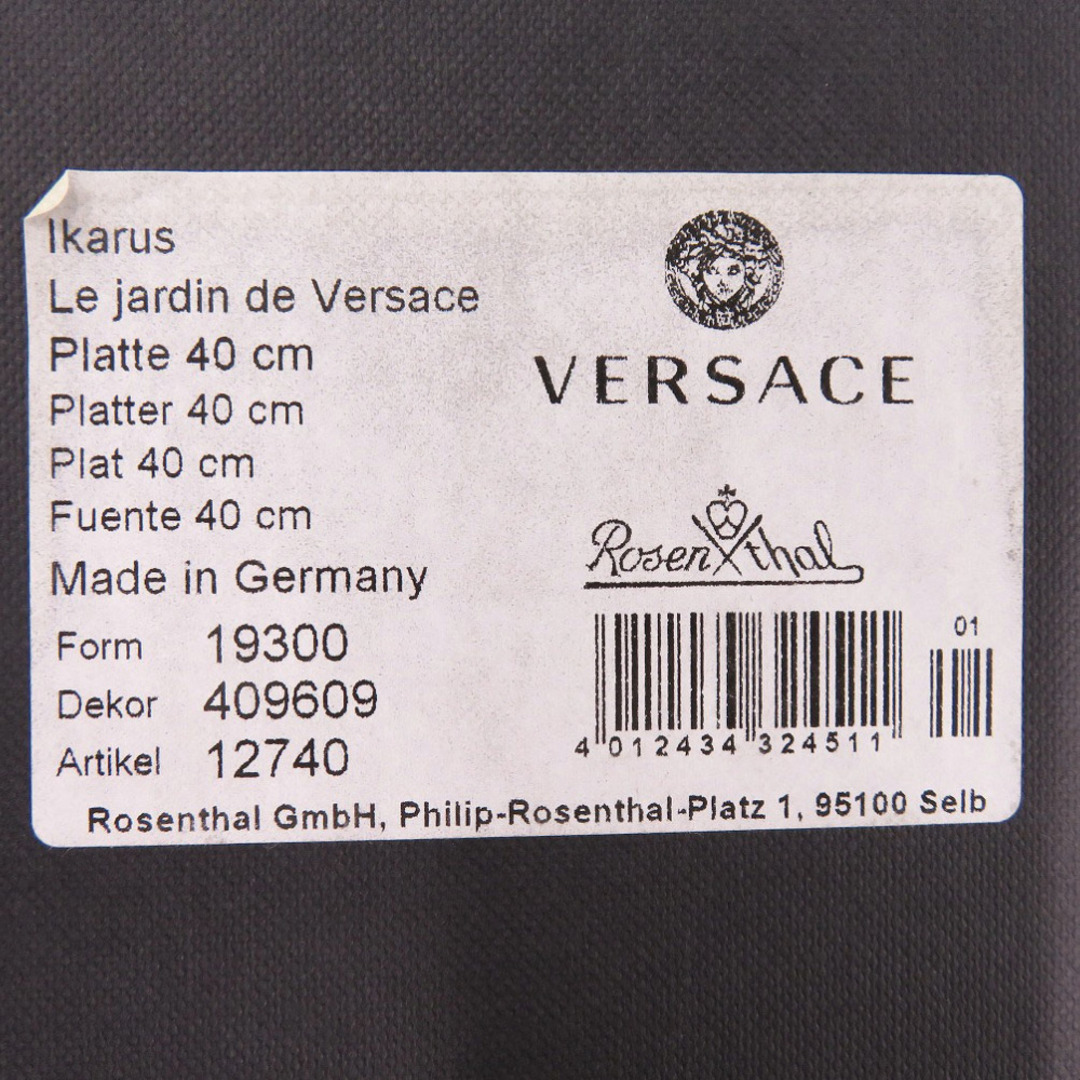 Ikarus
Le jardin de Versace
Platte 40 cm
Platter 40 cm
Plat 40 cm
Fuente 40 cm
Made in Germany
Form 19300
Dekor 409609
Artikel 12740
VERSACE
Rosenthal
01
4 012434 324511
Rosenthal GmbH, Philip-Rosenthal-Platz 1, 95100 Selb